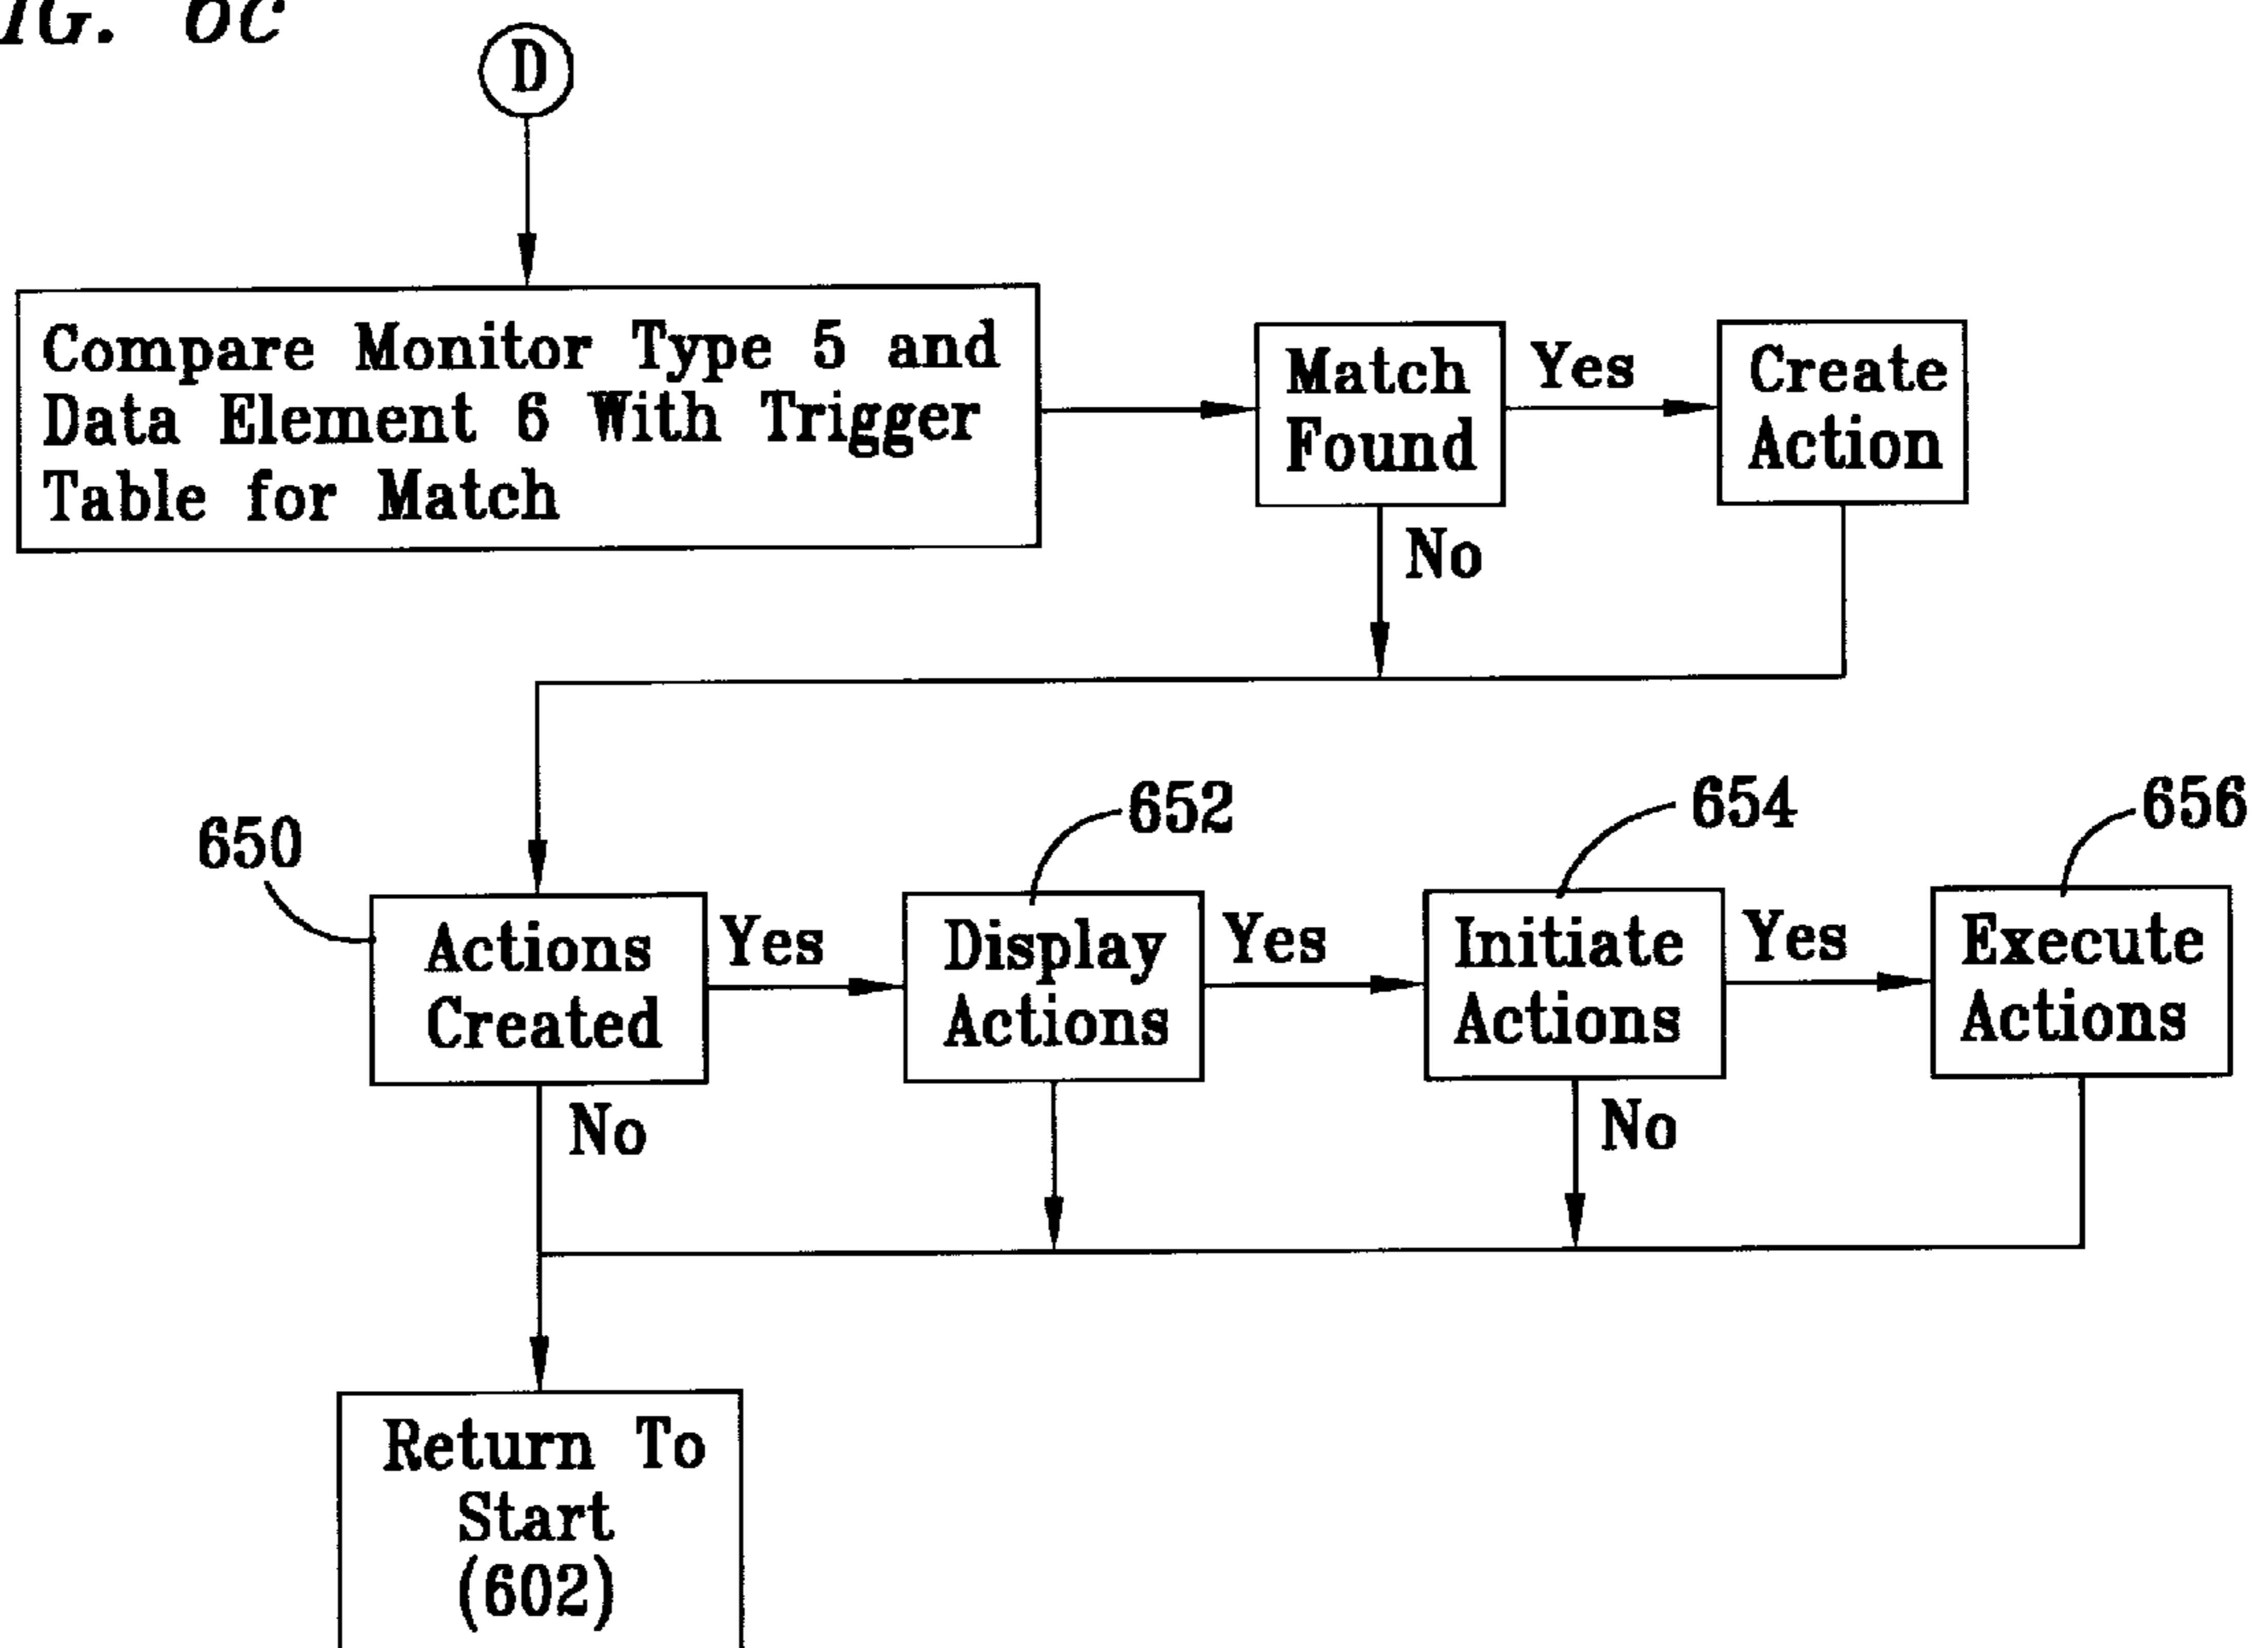 FIG. 6C
D
Compare Monitor Type 5 and
Data Element 6 With Trigger
Table for Match
Match
Found
Yes
Create
Action
No
650
652
654
656
Actions
Created
Yes
Display
Actions
Yes
Initiate
Actions
Yes
Execute
Actions
No
No
Return To
Start
(602)